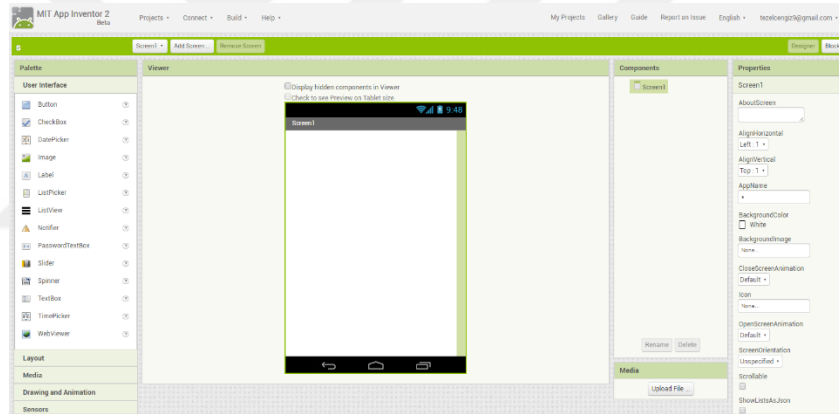 MIT App Inventor 2
Beta
Projects Connect Build Help
My Projects Gallery Guide Report an Issue English tezelcengiz9@gmail.com
s
Screen1 Add Screen... Remove Screen
Designer Block
Palette
User Interface
Button
CheckBox
DatePicker
Image
Label
ListPicker
ListView
Notifier
PasswordTextBox
Slider
Spinner
TextBox
TimePicker
WebViewer
Layout
Media
Drawing and Animation
Sensors
Viewer
Display hidden components in Viewer
Check to see Preview on Tablet size
9:48
Screen1
Components
Screen1
Rename Delete
Media
Upload File ...
Properties
Screen1
AboutScreen
AlignHorizontal
Left : 1
AlignVertical
Top : 1
AppName
s
BackgroundColor
White
BackgroundImage
None...
CloseScreenAnimation
Default
Icon
None...
OpenScreenAnimation
Default
ScreenOrientation
Unspecified
Scrollable
ShowListsAsJson